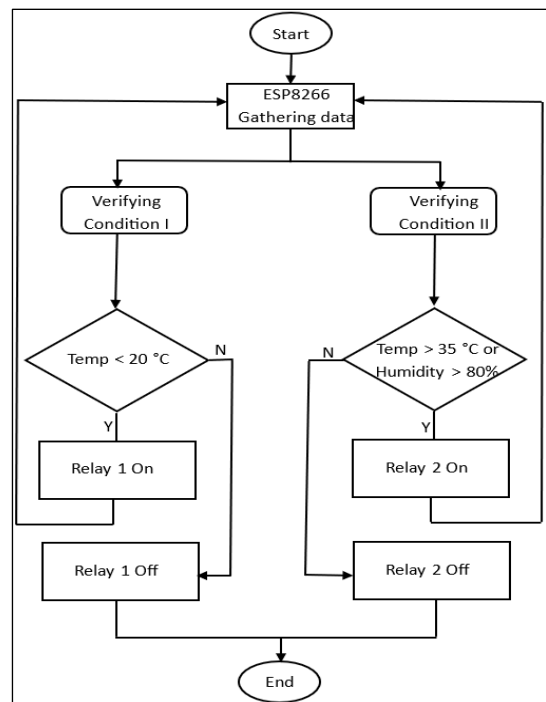 Start
ESP8266
Gathering data
Verifying
Condition I
Verifying
Condition II
Temp < 20 °C
N
Y
N
Temp > 35 °C or
Humidity > 80%
Y
Relay 1 On
Relay 2 On
Relay 1 Off
Relay 2 Off
End